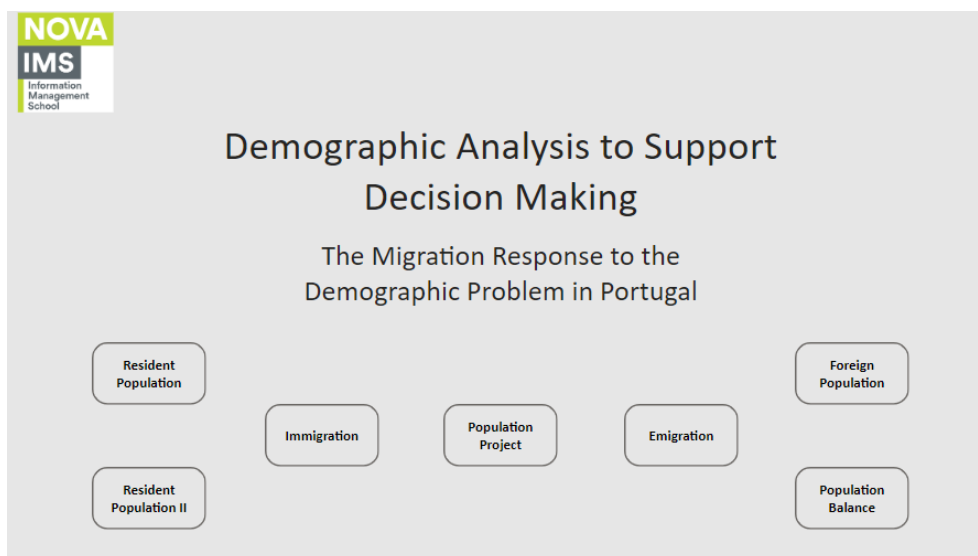 NOVA
IMS
Information
Management
School
Demographic Analysis to Support
Decision Making
The Migration Response to the
Demographic Problem in Portugal
Resident
Population
Foreign
Population
Immigration
Population
Project
Emigration
Resident
Population II
Population
Balance